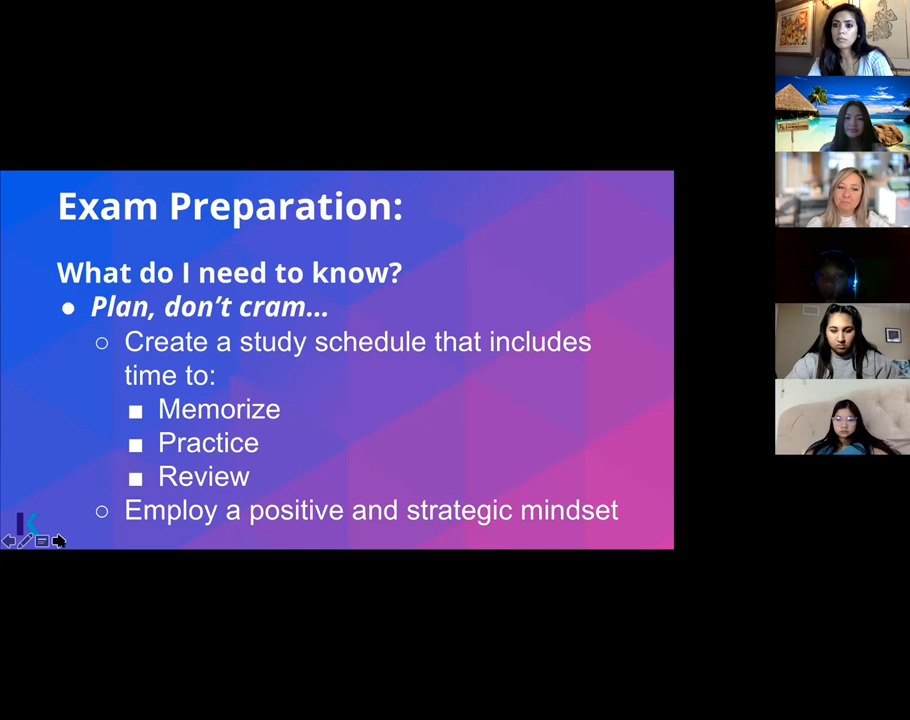 Exam Preparation:
What do I need to know?
● Plan, don't cram...
○ Create a study schedule that includes
time to:
■ Memorize
■ Practice
■ Review
○ Employ a positive and strategic mindset
K